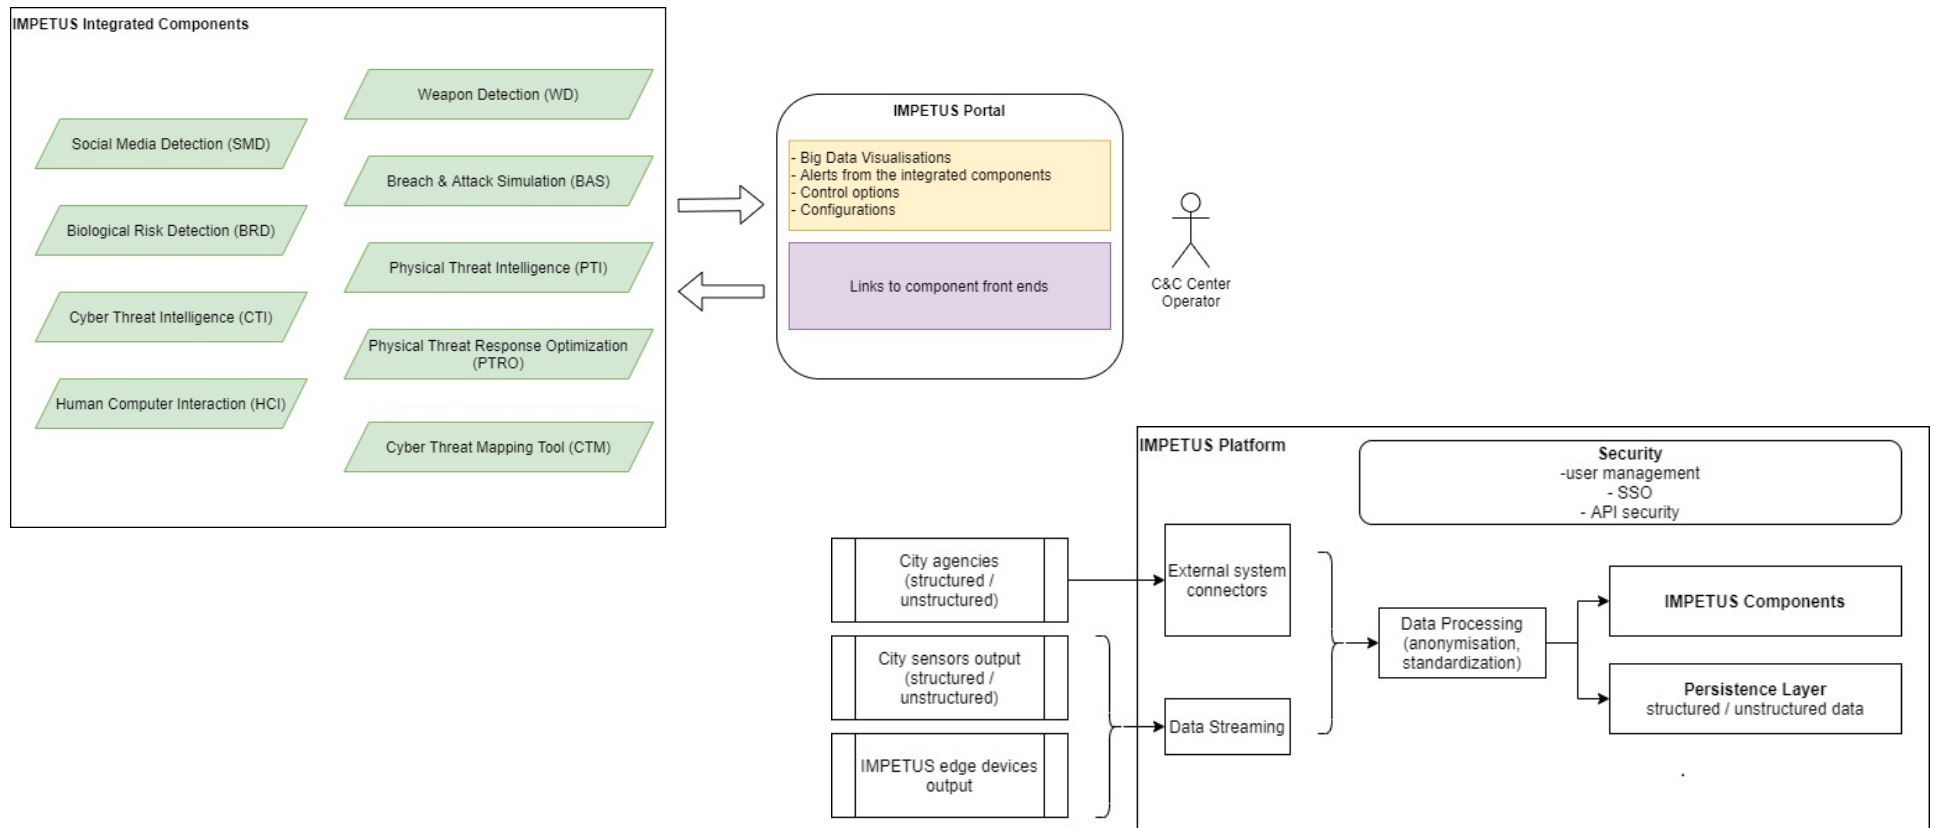 IMPETUS Integrated Components
Weapon Detection (WD)
Social Media Detection (SMD)
Breach & Attack Simulation (BAS)
Biological Risk Detection (BRD)
Physical Threat Intelligence (PTI)
Cyber Threat Intelligence (CTI)
Physical Threat Response Optimization
(PTRO)
Human Computer Interaction (HCI)
Cyber Threat Mapping Tool (CTM)
IMPETUS Portal
- Big Data Visualisations
- Alerts from the integrated components
- Control options
- Configurations
Links to component front ends
C&C Center
Operator
IMPETUS Platform
Security
-user management
- SSO
- API security
City agencies
(structured /
unstructured)
City sensors output
(structured /
unstructured)
IMPETUS edge devices
output
External system
connectors
Data Streaming
Data Processing
(anonymisation,
standardization)
IMPETUS Components
Persistence Layer
structured / unstructured data
.